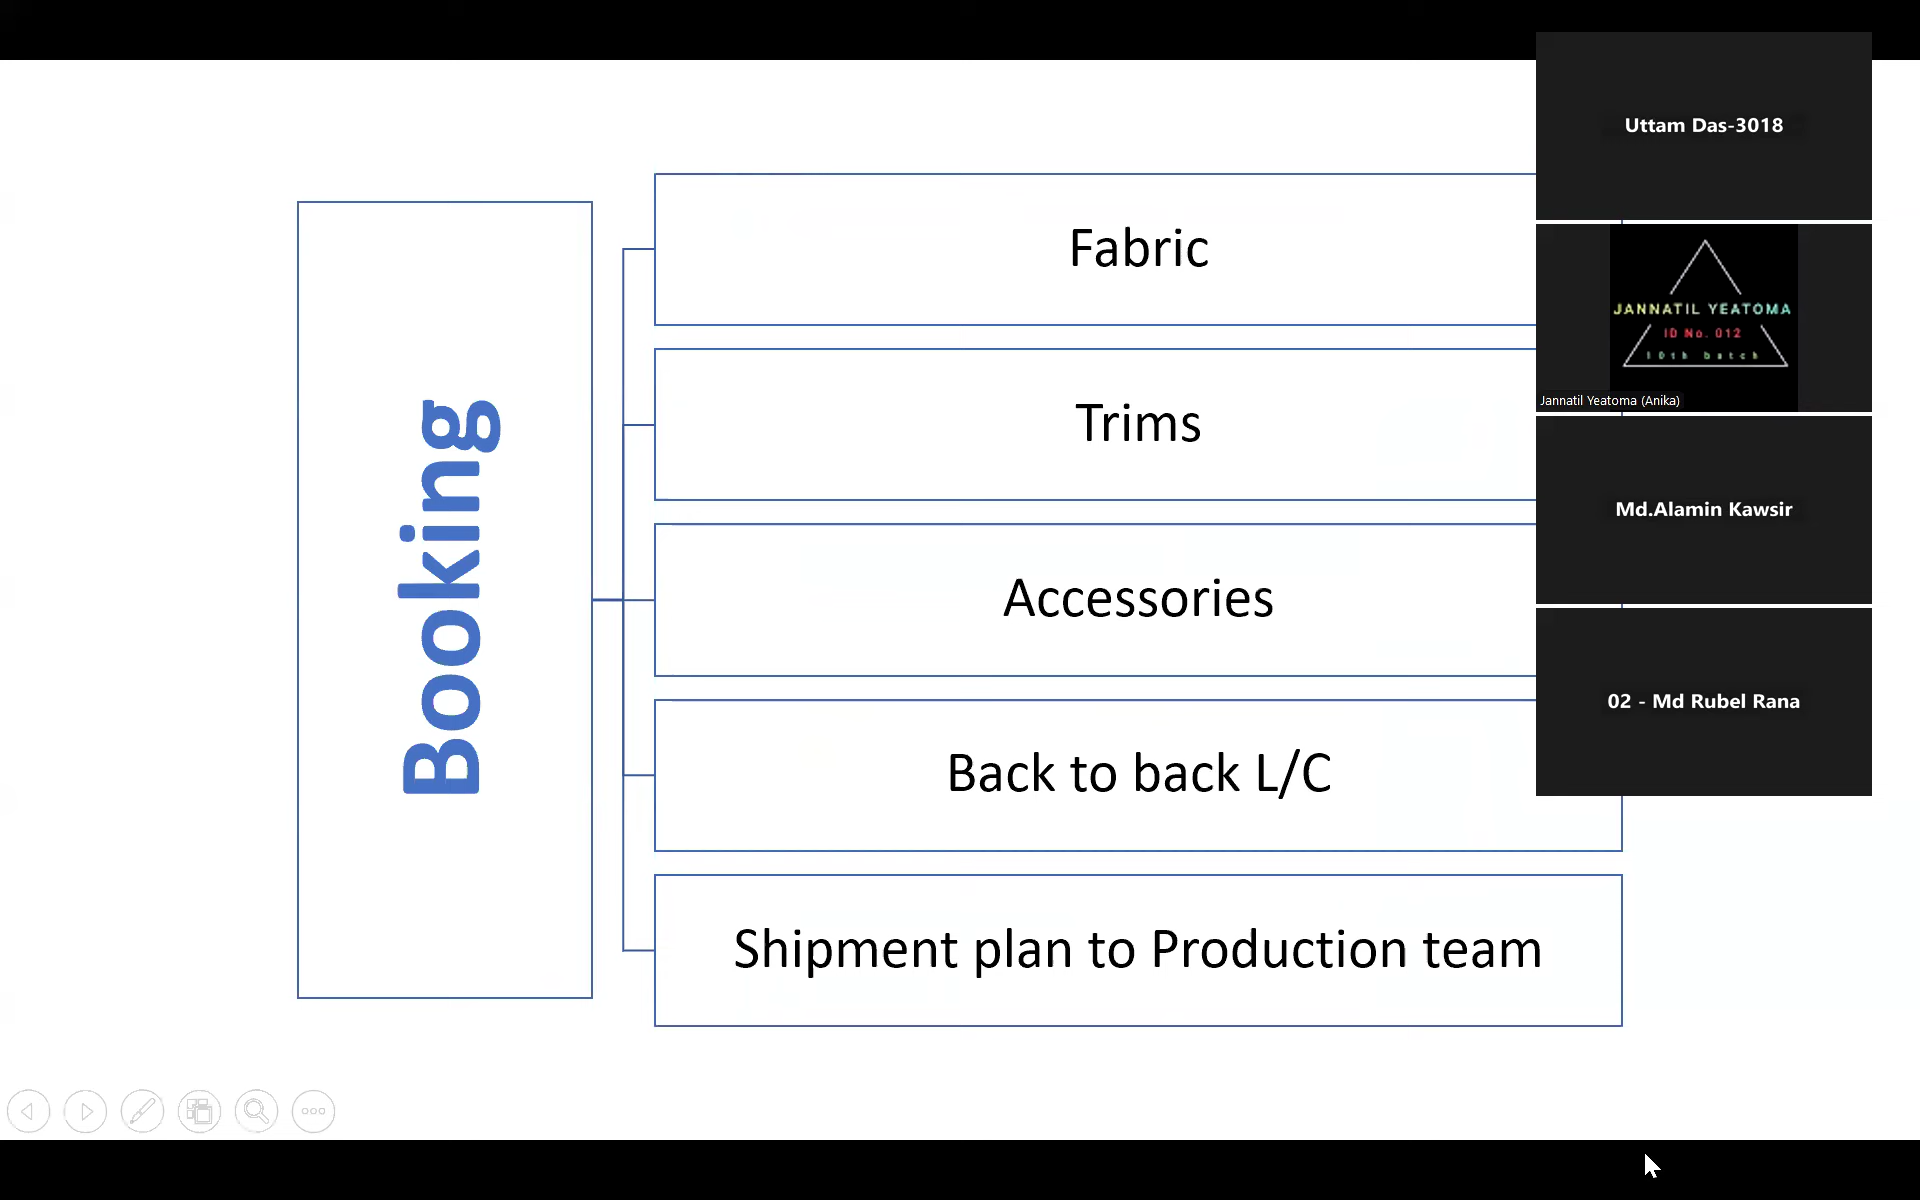 Booking
Fabric
Trims
Accessories
Back to back L/C
Shipment plan to Production team
Uttam Das-3018
JANNATIL YEATOMA
ID No. 012
10th batch
Jannatil Yeatoma (Anika)
Md.Alamin Kawsir
02 - Md Rubel Rana